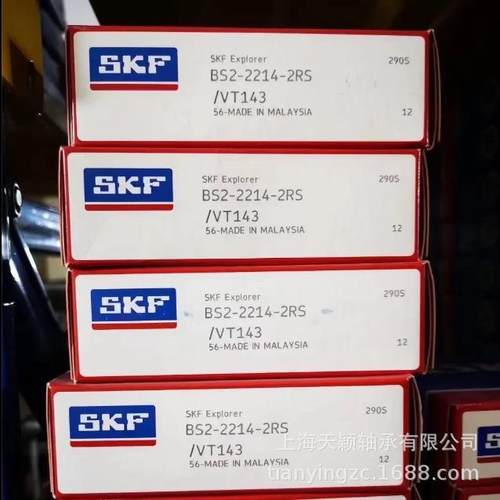 SKF
SKF Explorer
290S
BS2-2214-2RS
/VT143
56-MADE IN MALAYSIA
12
SKF
SKF Explorer
290S
BS2-2214-2RS
/VT143
56-MADE IN MALAYSIA
12
SKF
SKF Explorer
290S
BS2-2214-2RS
/VT143
56-MADE IN MALAYSIA
12
SKF
SKF Explorer
290S
BS2-2214-2RS
/VT143
56-MADE IN MALAYSIA
12
上海天颖轴承有限公司
tianyingzc.1688.com